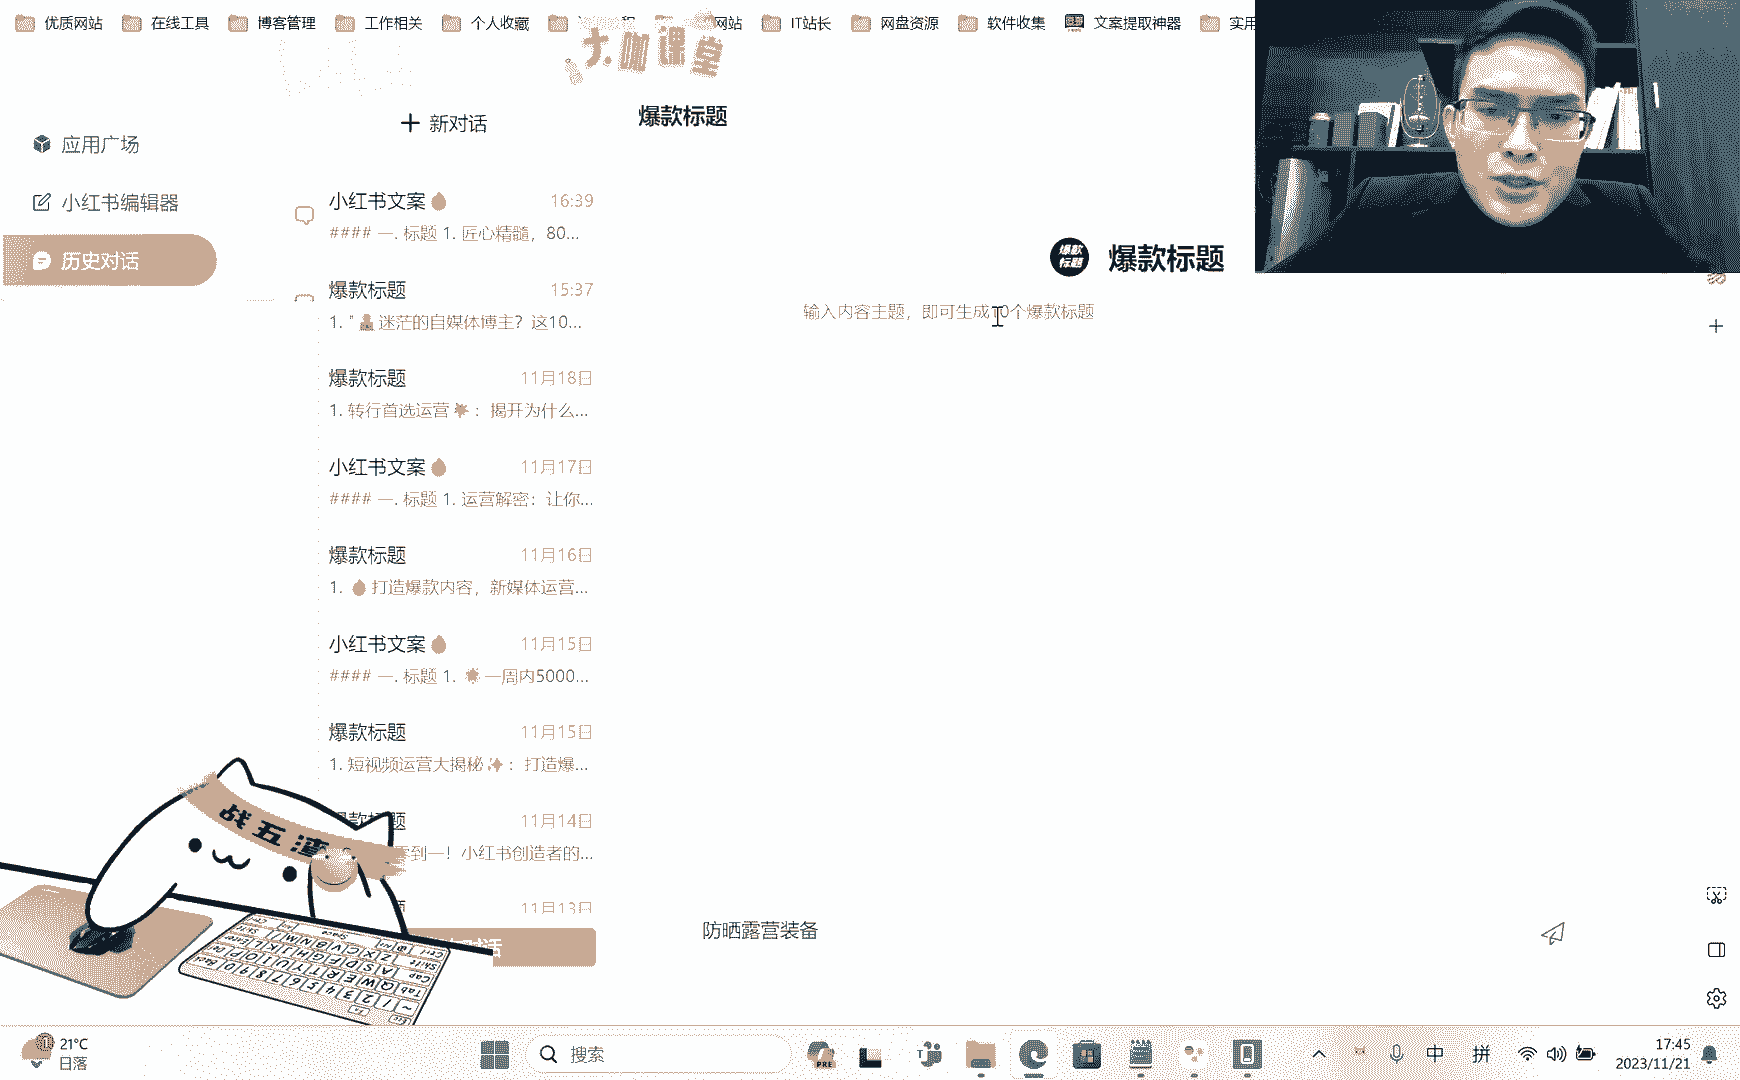 优质网站
在线工具
博客管理
工作相关
个人收藏
网站
IT站长
网盘资源
软件收集
文案提取神器
实用
大咖课堂
应用广场
小红书编辑器
历史对话
新对话
小红书文案 16:39
#### 一. 标题 1. 匠心精髓，80...
爆款标题 15:37
1. " 迷茫的自媒体博主？这10...
爆款标题 11月18日
1. 转行首选运营 ：揭开为什么...
小红书文案 11月17日
#### 一. 标题 1. 运营解密：让你...
爆款标题 11月16日
1. 打造爆款内容，新媒体运营...
小红书文案 11月15日
#### 一. 标题 1. 一周内5000...
爆款标题 11月15日
1. 短视频运营大揭秘 ：打造爆...
爆款标题 11月14日
零到一！小红书创造者的...
11月13日
对话
爆款标题
爆款标题
爆款标题
输入内容主题，即可生成10个爆款标题
防晒露营装备
战五渣
21°C
日落
搜索
PRE
中
拼
17:45
2023/11/21